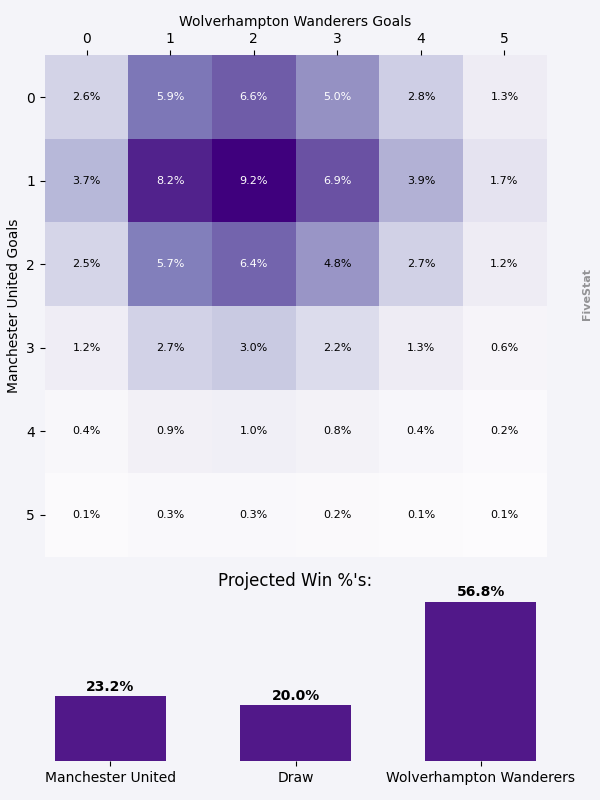 Wolverhampton Wanderers Goals
0 1 2 3 4 5
Manchester United Goals
0 2.6% 5.9% 6.6% 5.0% 2.8% 1.3%
1 3.7% 8.2% 9.2% 6.9% 3.9% 1.7%
2 2.5% 5.7% 6.4% 4.8% 2.7% 1.2%
3 1.2% 2.7% 3.0% 2.2% 1.3% 0.6%
4 0.4% 0.9% 1.0% 0.8% 0.4% 0.2%
5 0.1% 0.3% 0.3% 0.2% 0.1% 0.1%
FiveStat
Projected Win %'s:
23.2% 20.0% 56.8%
Manchester United Draw Wolverhampton Wanderers